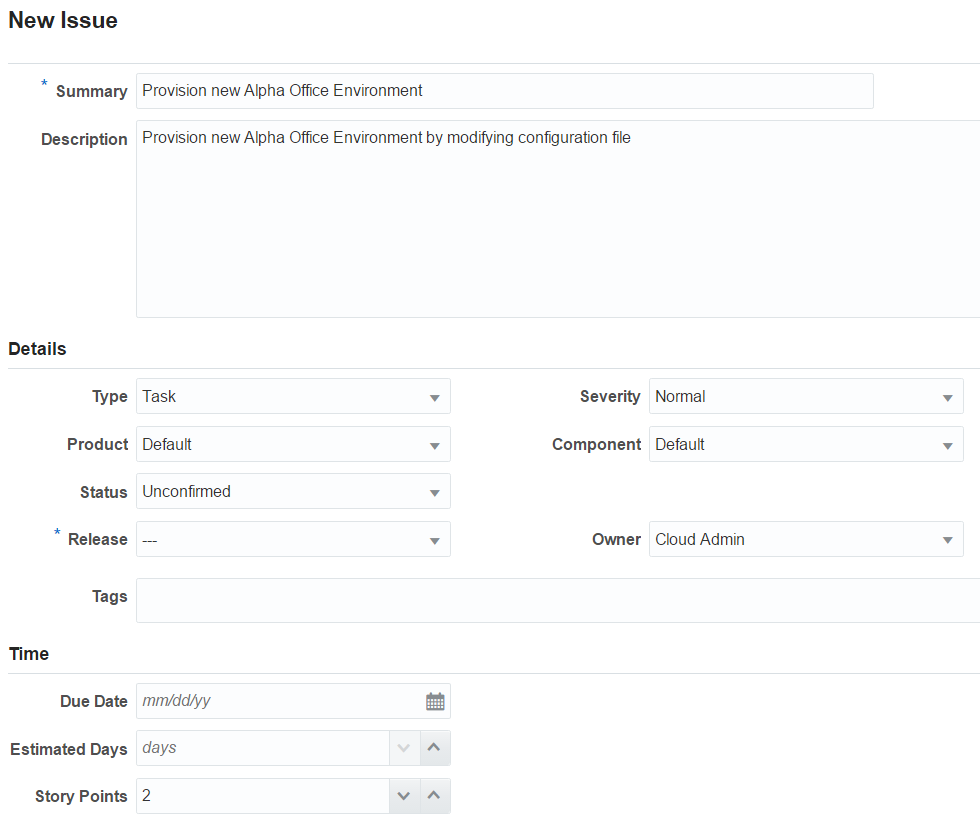 New Issue
* Summary Provision new Alpha Office Environment
Description Provision new Alpha Office Environment by modifying configuration file
Details
Type Task Severity Normal
Product Default Component Default
Status Unconfirmed
* Release --- Owner Cloud Admin
Tags
Time
Due Date mm/dd/yy
Estimated Days days
Story Points 2